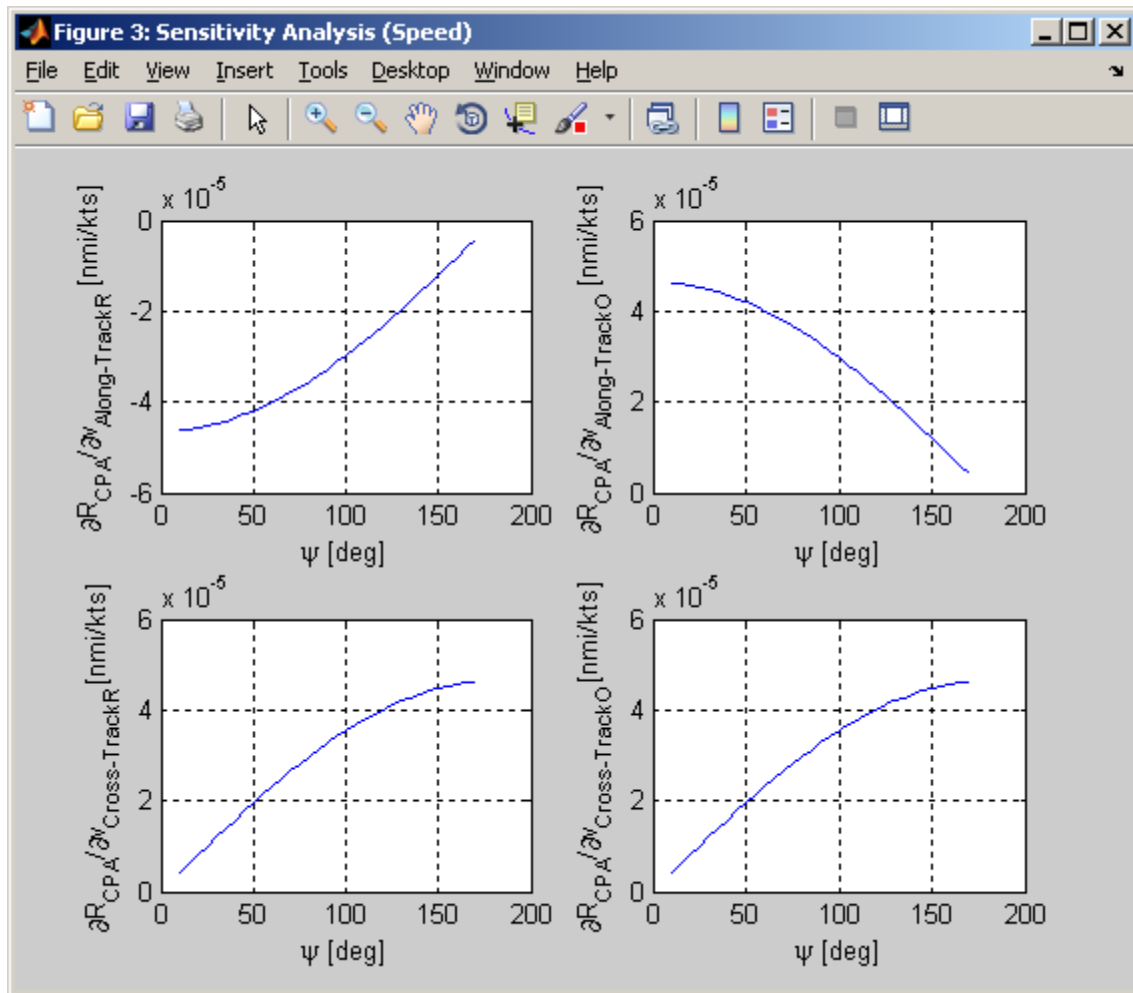 Figure 3: Sensitivity Analysis (Speed)
File Edit View Insert Tools Desktop Window Help
x 10^-5
0
-2
-4
-6
0 50 100 150 200
ψ [deg]
∂R_CPA/∂v_Along-TrackR [nmi/kts]
x 10^-5
6
4
2
0
0 50 100 150 200
ψ [deg]
∂R_CPA/∂v_Along-TrackO [nmi/kts]
x 10^-5
6
4
2
0
0 50 100 150 200
ψ [deg]
∂R_CPA/∂v_Cross-TrackR [nmi/kts]
x 10^-5
6
4
2
0
0 50 100 150 200
ψ [deg]
∂R_CPA/∂v_Cross-TrackO [nmi/kts]